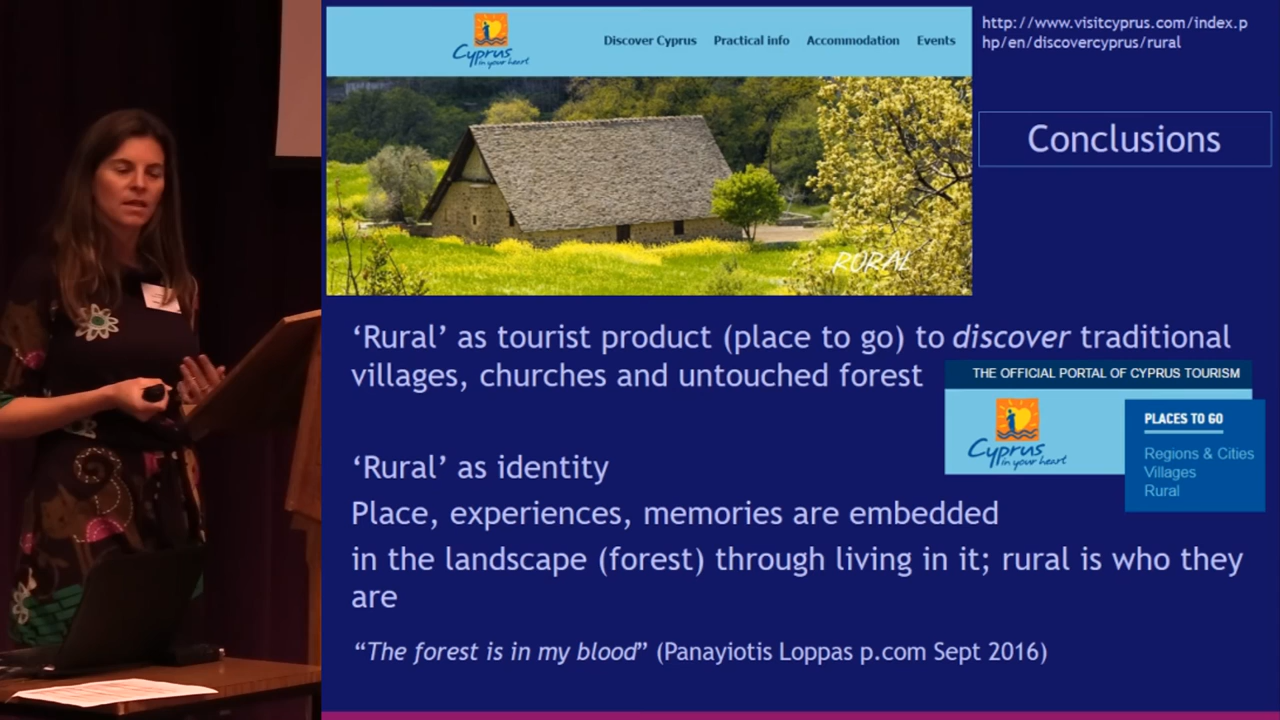 Cyprus
in your heart
Discover Cyprus Practical info Accommodation Events
http://www.visitcyprus.com/index.p
hp/en/discovercyprus/rural
Conclusions
RURAL
‘Rural’ as tourist product (place to go) to discover traditional
villages, churches and untouched forest
THE OFFICIAL PORTAL OF CYPRUS TOURISM
Cyprus
in your heart
PLACES TO GO
Regions & Cities
Villages
Rural
‘Rural’ as identity
Place, experiences, memories are embedded
in the landscape (forest) through living in it; rural is who they
are
“The forest is in my blood” (Panayiotis Loppas p.com Sept 2016)